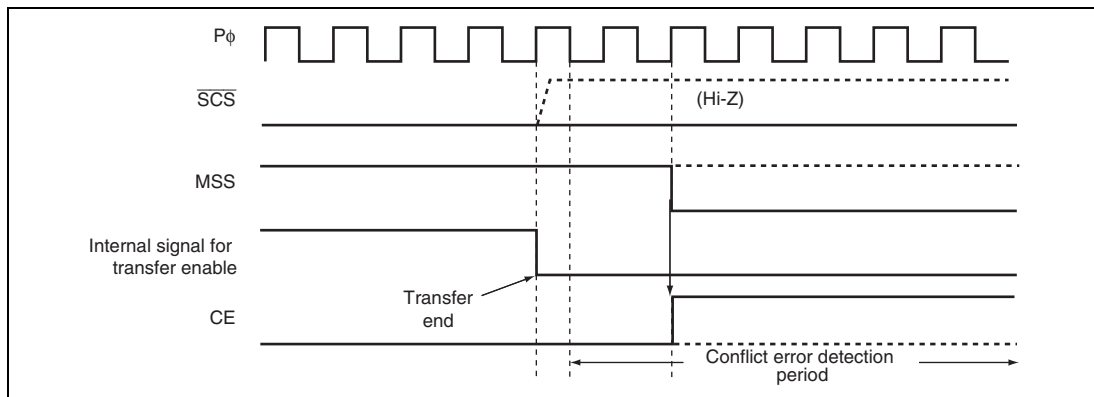 Pϕ
SCS
(Hi-Z)
MSS
Internal signal for
transfer enable
Transfer
end
CE
Conflict error detection
period